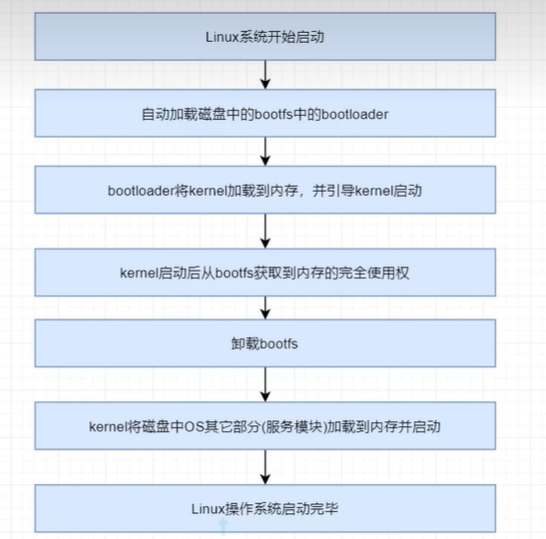 Linux系统开始启动
自动加载磁盘中的bootfs中的bootloader
bootloader将kernel加载到内存，并引导kernel启动
kernel启动后从bootfs获取到内存的完全使用权
卸载bootfs
kernel将磁盘中OS其它部分(服务模块)加载到内存并启动
Linux操作系统启动完毕